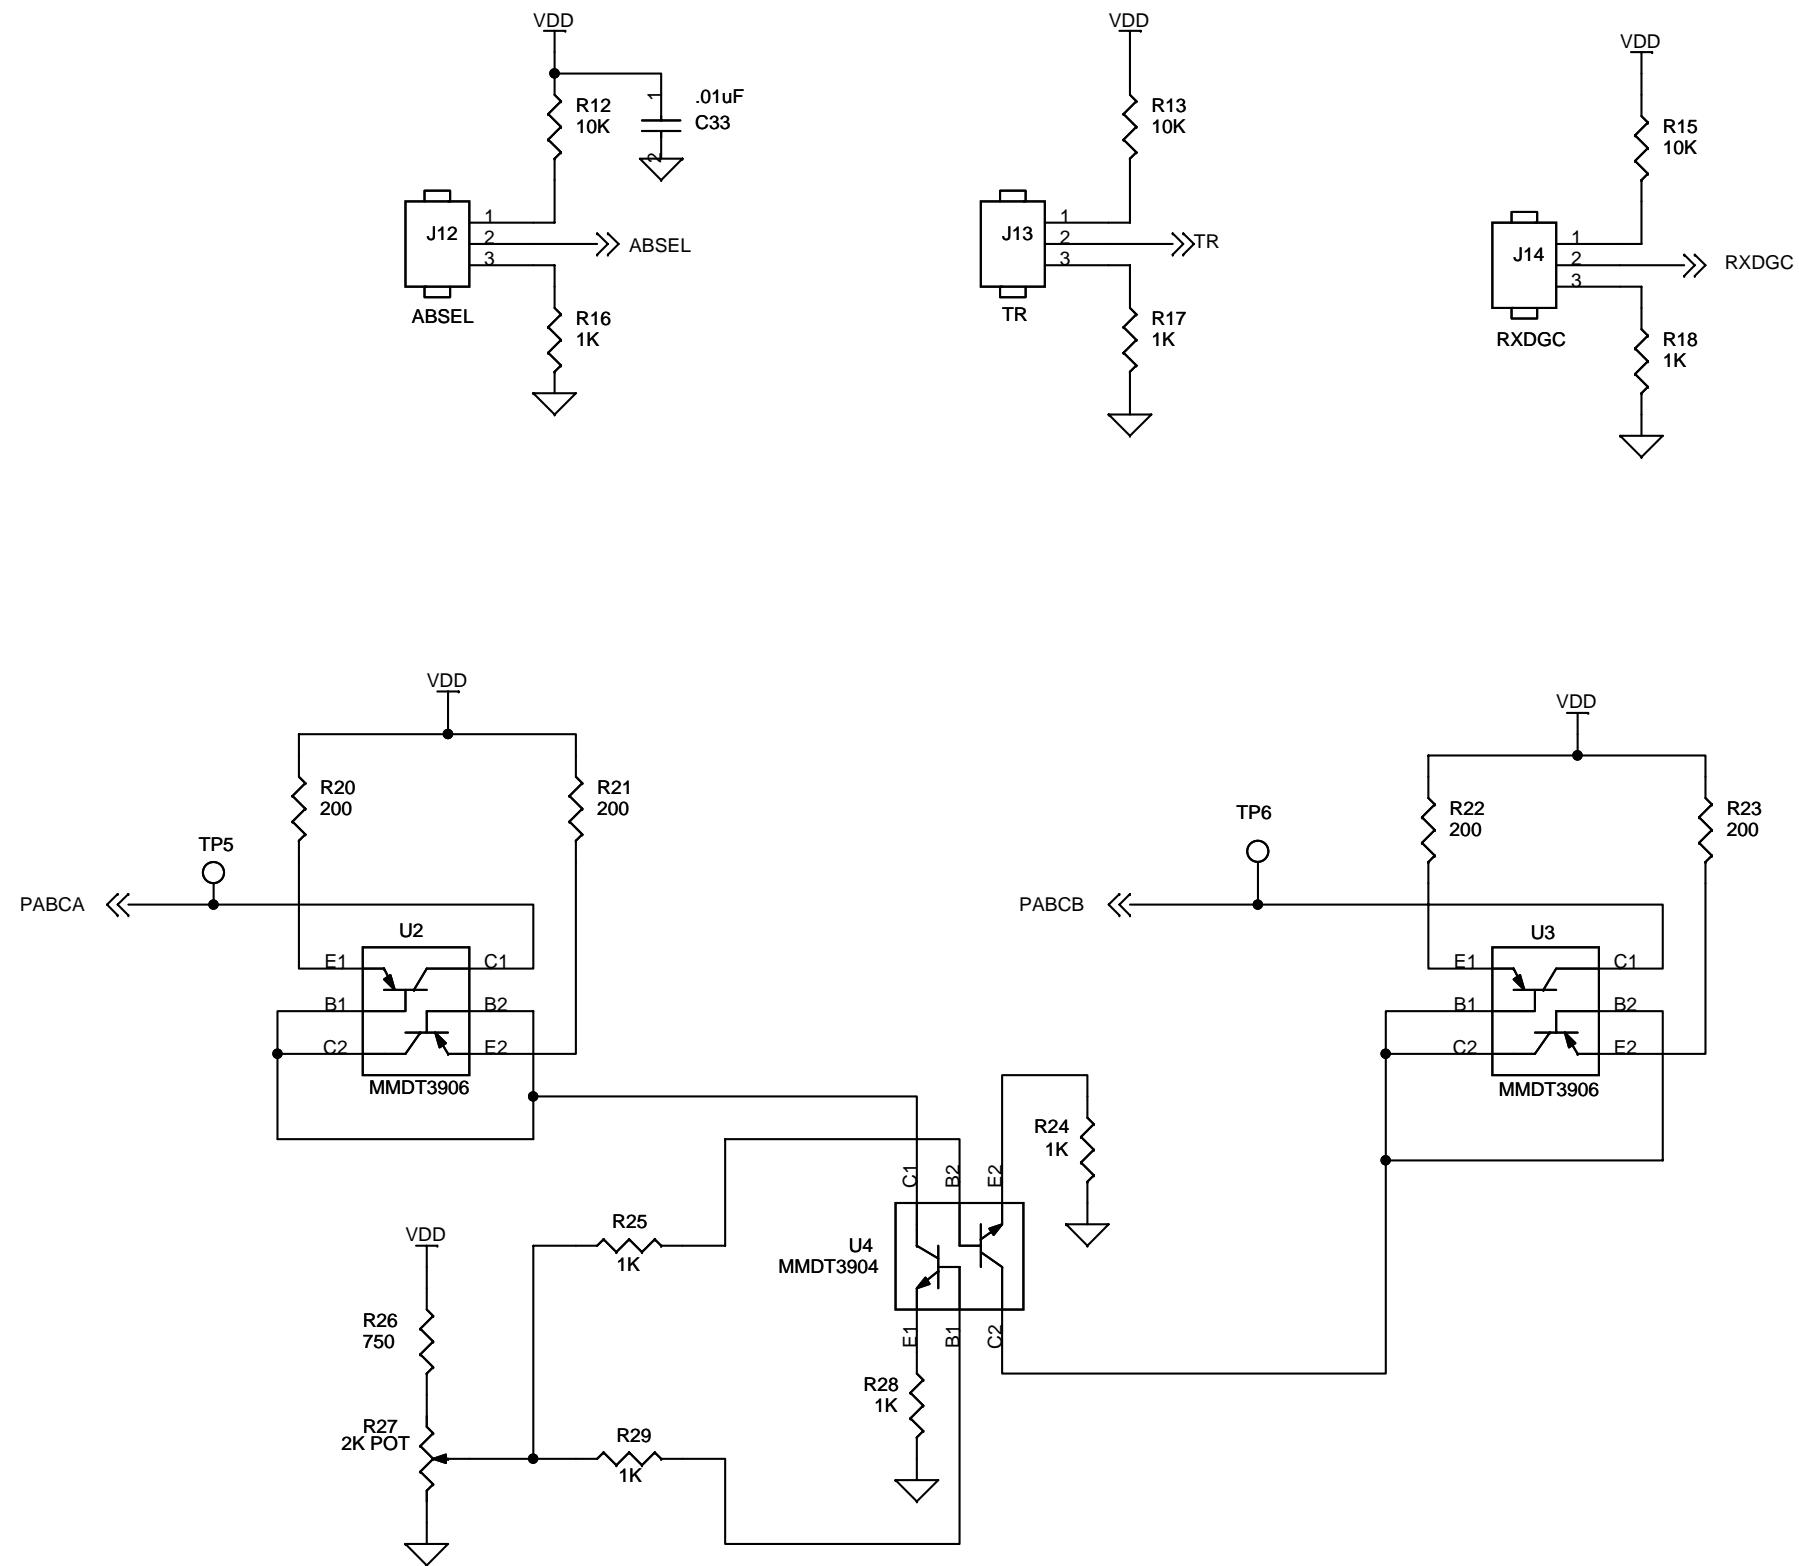 VDD
R12
10K
1
.01uF
C33
2
J12
1
2
3
ABSEL
ABSEL
R16
1K
VDD
R13
10K
J13
1
2
3
TR
TR
R17
1K
VDD
R15
10K
J14
1
2
3
RXDGC
RXDGC
R18
1K
VDD
R20
200
R21
200
TP5
PABCA
U2
E1
C1
B1
B2
C2
E2
MMDT3906
VDD
R22
200
R23
200
TP6
PABCB
U3
E1
C1
B1
B2
C2
E2
MMDT3906
R24
1K
C1
B2
E2
U4
MMDT3904
E1
B1
C2
R25
1K
VDD
R26
750
R27
2K POT
R28
1K
R29
1K